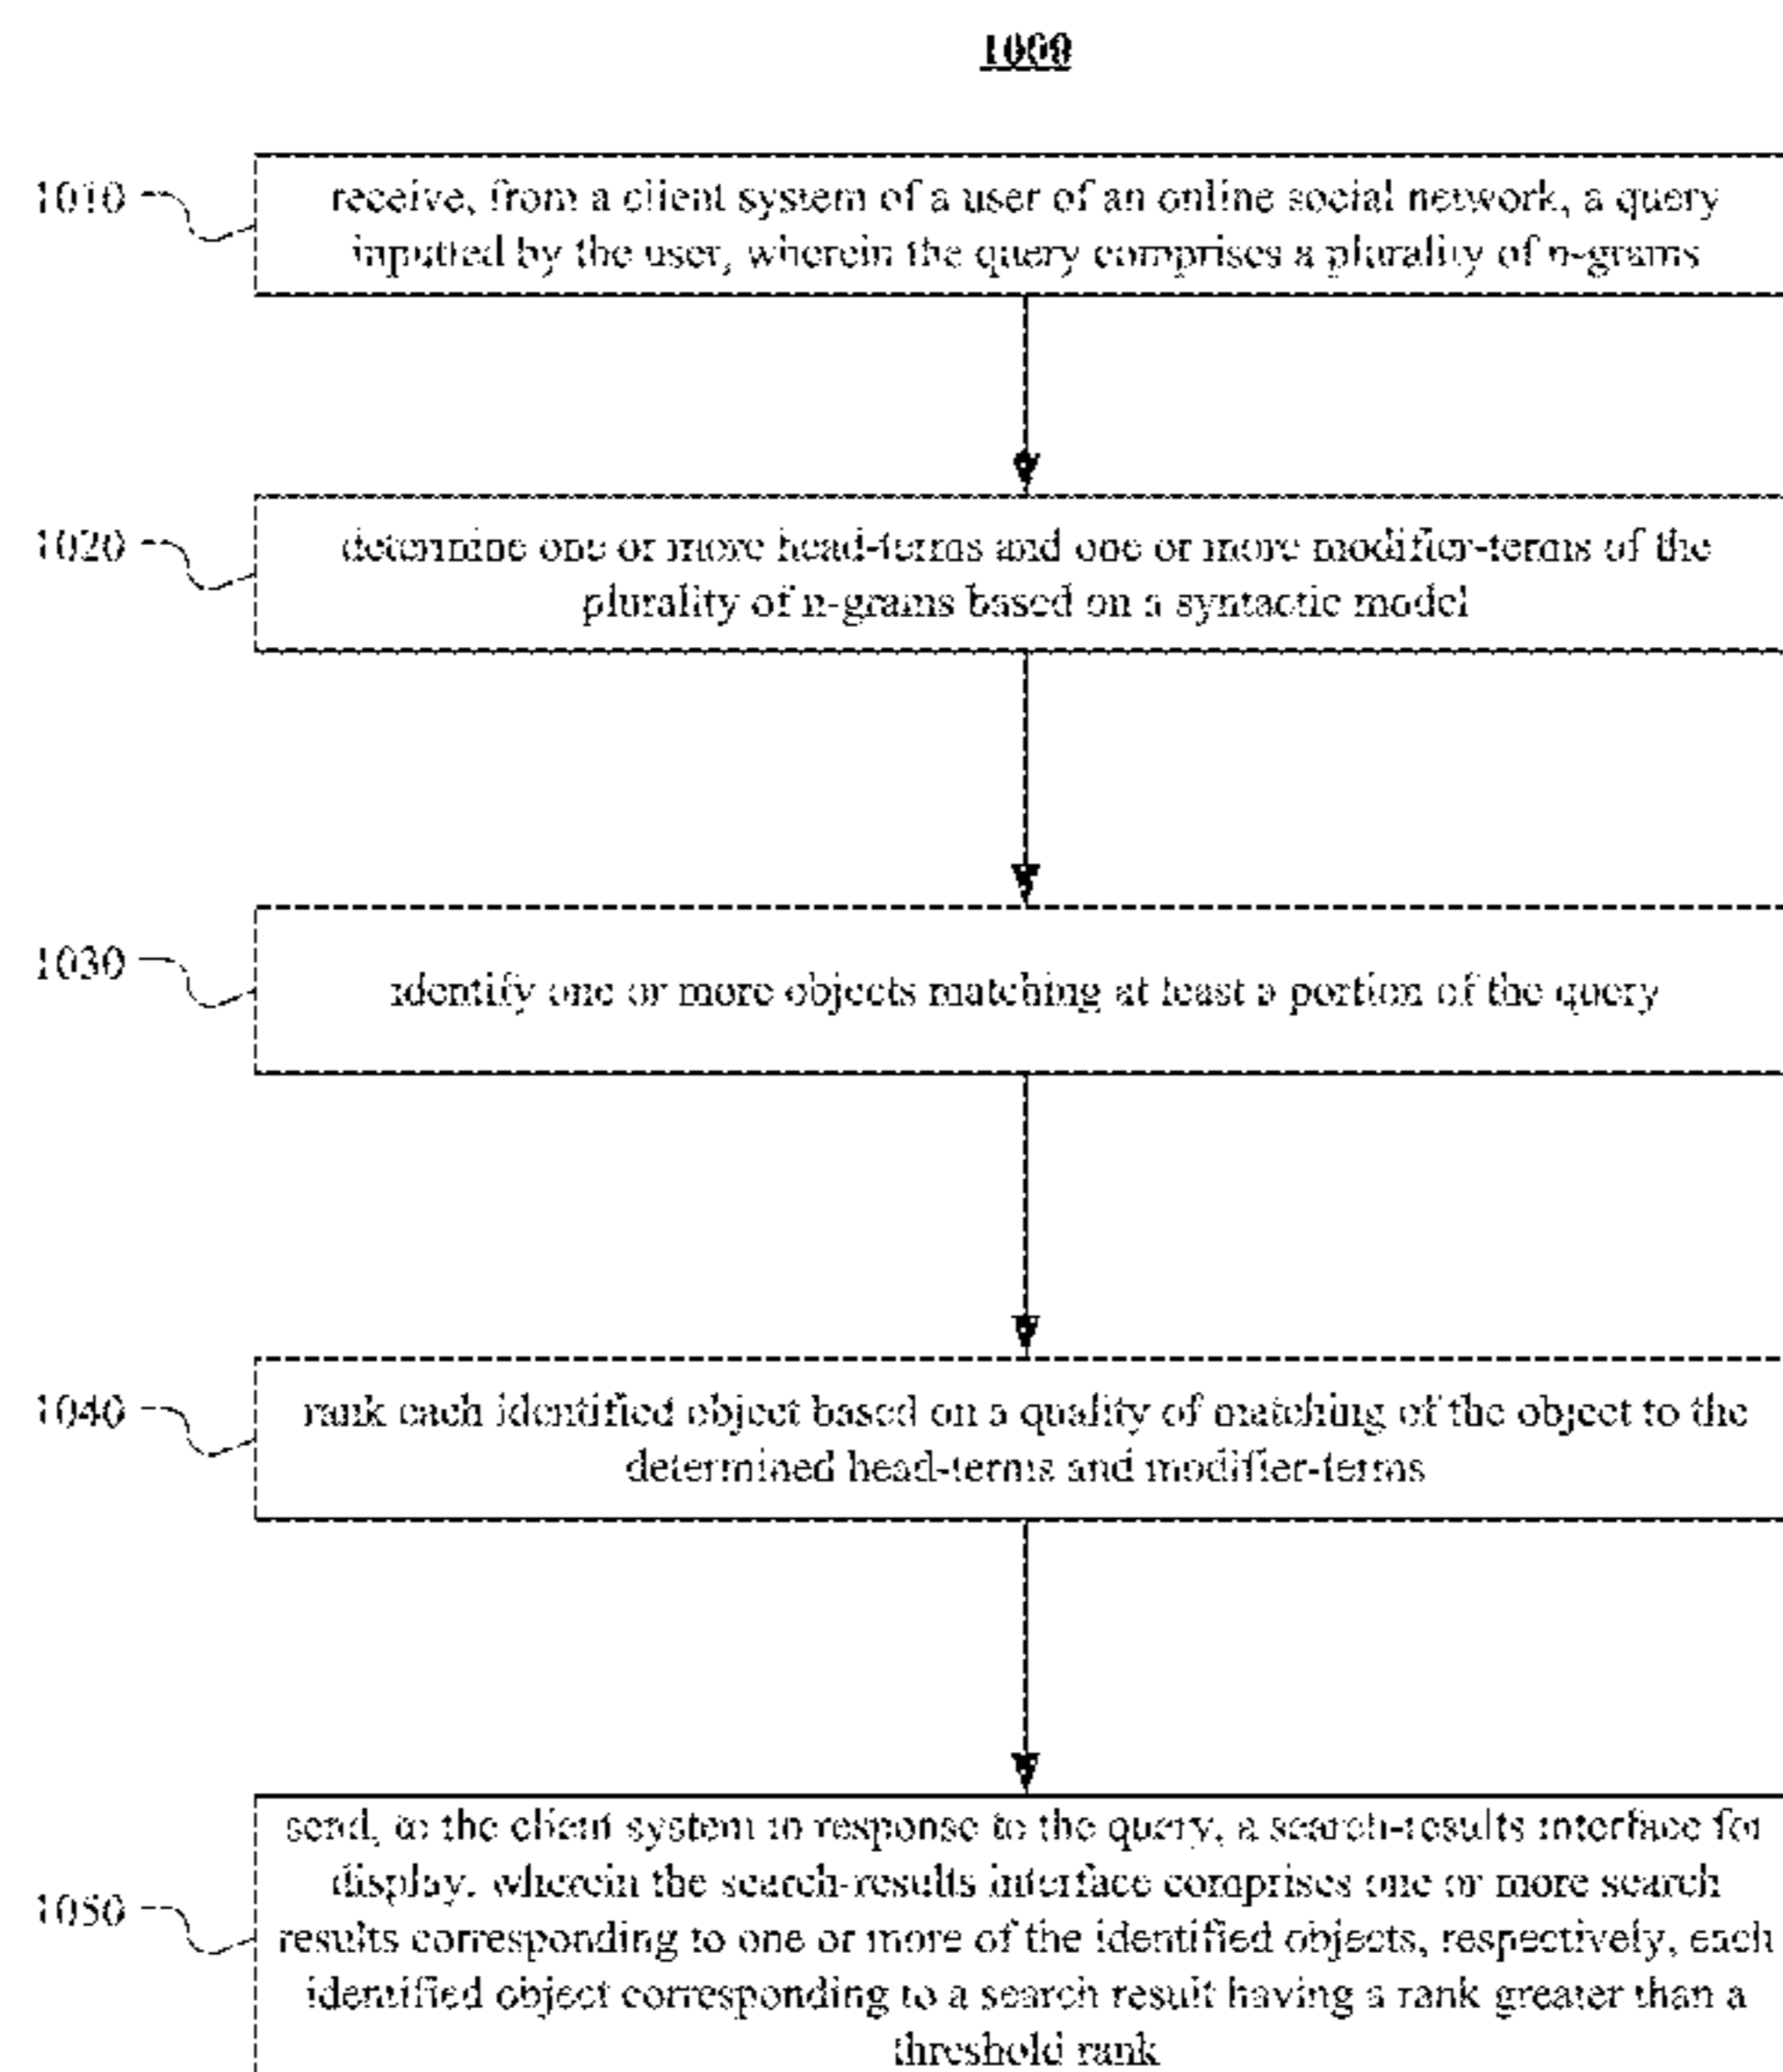 1000
1010
receive, from a client system of a user of an online social network, a query
inputted by the user, wherein the query comprises a plurality of n-grams
1020
determine one or more head-terms and one or more modifier-terms of the
plurality of n-grams based on a syntactic model
1030
identify one or more objects matching at least a portion of the query
1040
rank each identified object based on a quality of matching of the object to the
determined head-terms and modifier-terms
1050
send, to the client system in response to the query, a search-results interface for
display, wherein the search-results interface comprises one or more search
results corresponding to one or more of the identified objects, respectively, each
identified object corresponding to a search result having a rank greater than a
threshold rank